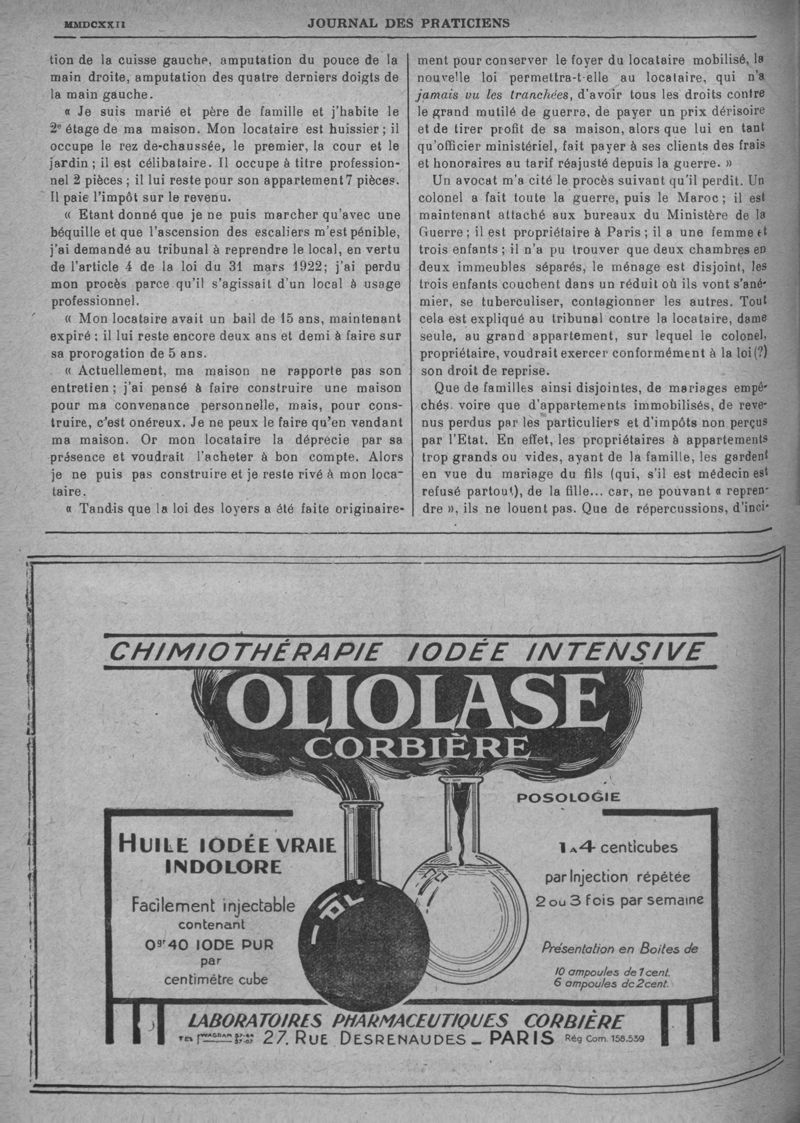 MMDCXXII
JOURNAL DES PRATICIENS
tion de la cuisse gauche, amputation du pouce de la
main droite, amputation des quatre derniers doigts de
la main gauche.
« Je suis marié et père de famille et j'habite le
2e étage de ma maison. Mon locataire est huissier ; il
occupe le rez de-chaussée, le premier, la cour et le
jardin ; il est célibataire. Il occupe à titre profession-
nel 2 pièces ; il lui reste pour son appartement 7 pièces.
Il paie l'impôt sur le revenu.
« Etant donné que je ne puis marcher qu'avec une
béquille et que l'ascension des escaliers m'est pénible,
j'ai demandé au tribunal à reprendre le local, en vertu
de l'article 4 de la loi du 31 mars 1922; j'ai perdu
mon procès parce qu'il s'agissait d'un local à usage
professionnel.
« Mon locataire avait un bail de 15 ans, maintenant
expiré ; il lui reste encore deux ans et demi à faire sur
sa prorogation de 5 ans.
« Actuellement, ma maison ne rapporte pas son
entretien ; j'ai pensé à faire construire une maison
pour ma convenance personnelle, mais, pour cons-
truire, c'est onéreux. Je ne peux le faire qu'en vendant
ma maison. Or mon locataire la déprécie par sa
présence et voudrait l'acheter à bon compte. Alors
je ne puis pas construire et je reste rivé à mon loca-
taire.
« Tandis que la loi des loyers a été faite originaire-
ment pour conserver le foyer du locataire mobilisé, la
nouvelle loi permettra-t-elle au locataire, qui n'a
jamais vu les tranchées, d'avoir tous les droits contre
le grand mutilé de guerre, de payer un prix dérisoire
et de tirer profit de sa maison, alors que lui en tant
qu'officier ministériel, fait payer à ses clients des frais
et honoraires au tarif réajusté depuis la guerre. »
Un avocat m'a cité le procès suivant qu'il perdit. Un
colonel a fait toute la guerre, puis le Maroc ; il est
maintenant attaché aux bureaux du Ministère de la
Guerre ; il est propriétaire à Paris ; il a une femme et
trois enfants ; il n'a pu trouver que deux chambres en
deux immeubles séparés, le ménage est disjoint, les
trois enfants couchent dans un réduit où ils vont s'ané-
mier, se tuberculiser, contagionner les autres. Tout
cela est expliqué au tribunal contre la locataire, dame
seule, au grand appartement, sur lequel le colonel,
propriétaire, voudrait exercer conformément à la loi (?)
son droit de reprise.
Que de familles ainsi disjointes, de mariages empê-
chés, voire que d'appartements immobilisés, de reve-
nus perdus par les particuliers et d'impôts non perçus
par l'Etat. En effet, les propriétaires à appartements
trop grands ou vides, ayant de la famille, les gardent
en vue du mariage du fils (qui, s'il est médecin est
refusé partout), de la fille... car, ne pouvant « repren-
dre », ils ne louent pas. Que de répercussions, d'inci-
CHIMIOTHÉRAPIE IODÉE INTENSIVE
OLIOLASE
CORBIÈRE
HUILE IODÉE VRAIE
INDOLORE
Facilement injectable
contenant
0gr40 IODE PUR
par
centimètre cube
POSOLOGIE
1 A 4 centicubes
par Injection répétée
2 ou 3 fois par semaine
Présentation en Boites de
10 ampoules de 1 cent.
6 ampoules de 2 cent.
LABORATOIRES PHARMACEUTIQUES CORBIÈRE
TEL WAGRAM 27. RUE DESRENAUDES _ PARIS Rég Com. 158.539